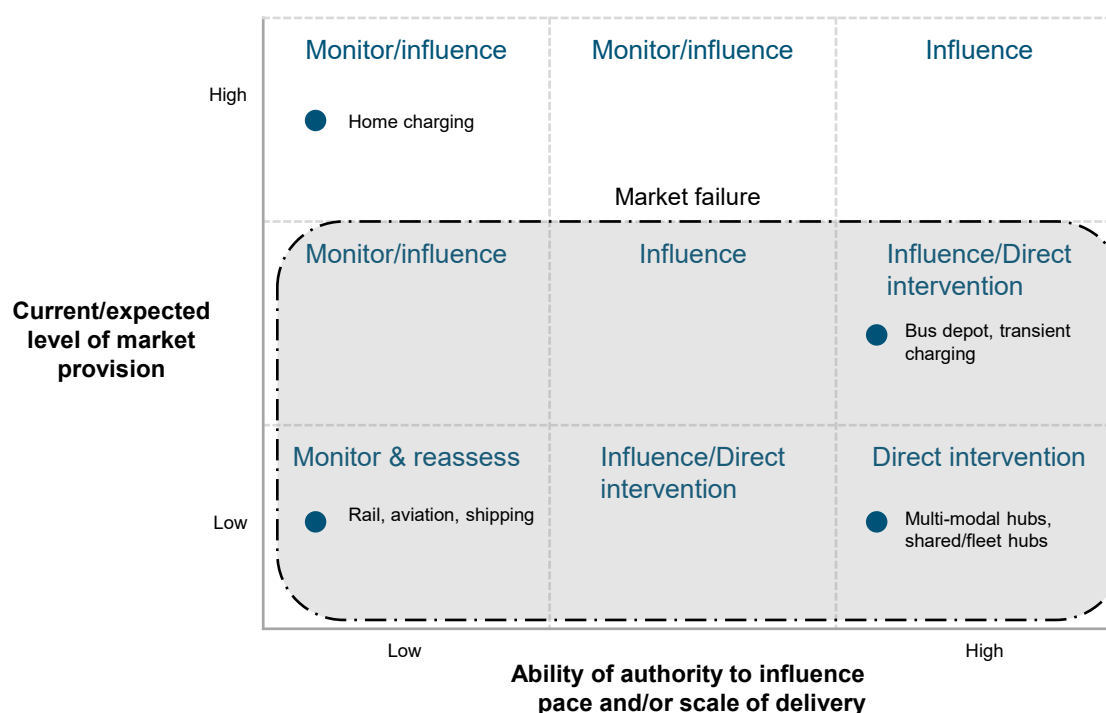 Monitor/influence
Monitor/influence
Influence
High
Home charging
Market failure
Monitor/influence
Influence
Influence/Direct
intervention
Current/expected
level of market
provision
Bus depot, transient
charging
Monitor & reassess
Influence/Direct
intervention
Direct intervention
Low
Rail, aviation, shipping
Multi-modal hubs,
shared/fleet hubs
Low
High
Ability of authority to influence
pace and/or scale of delivery